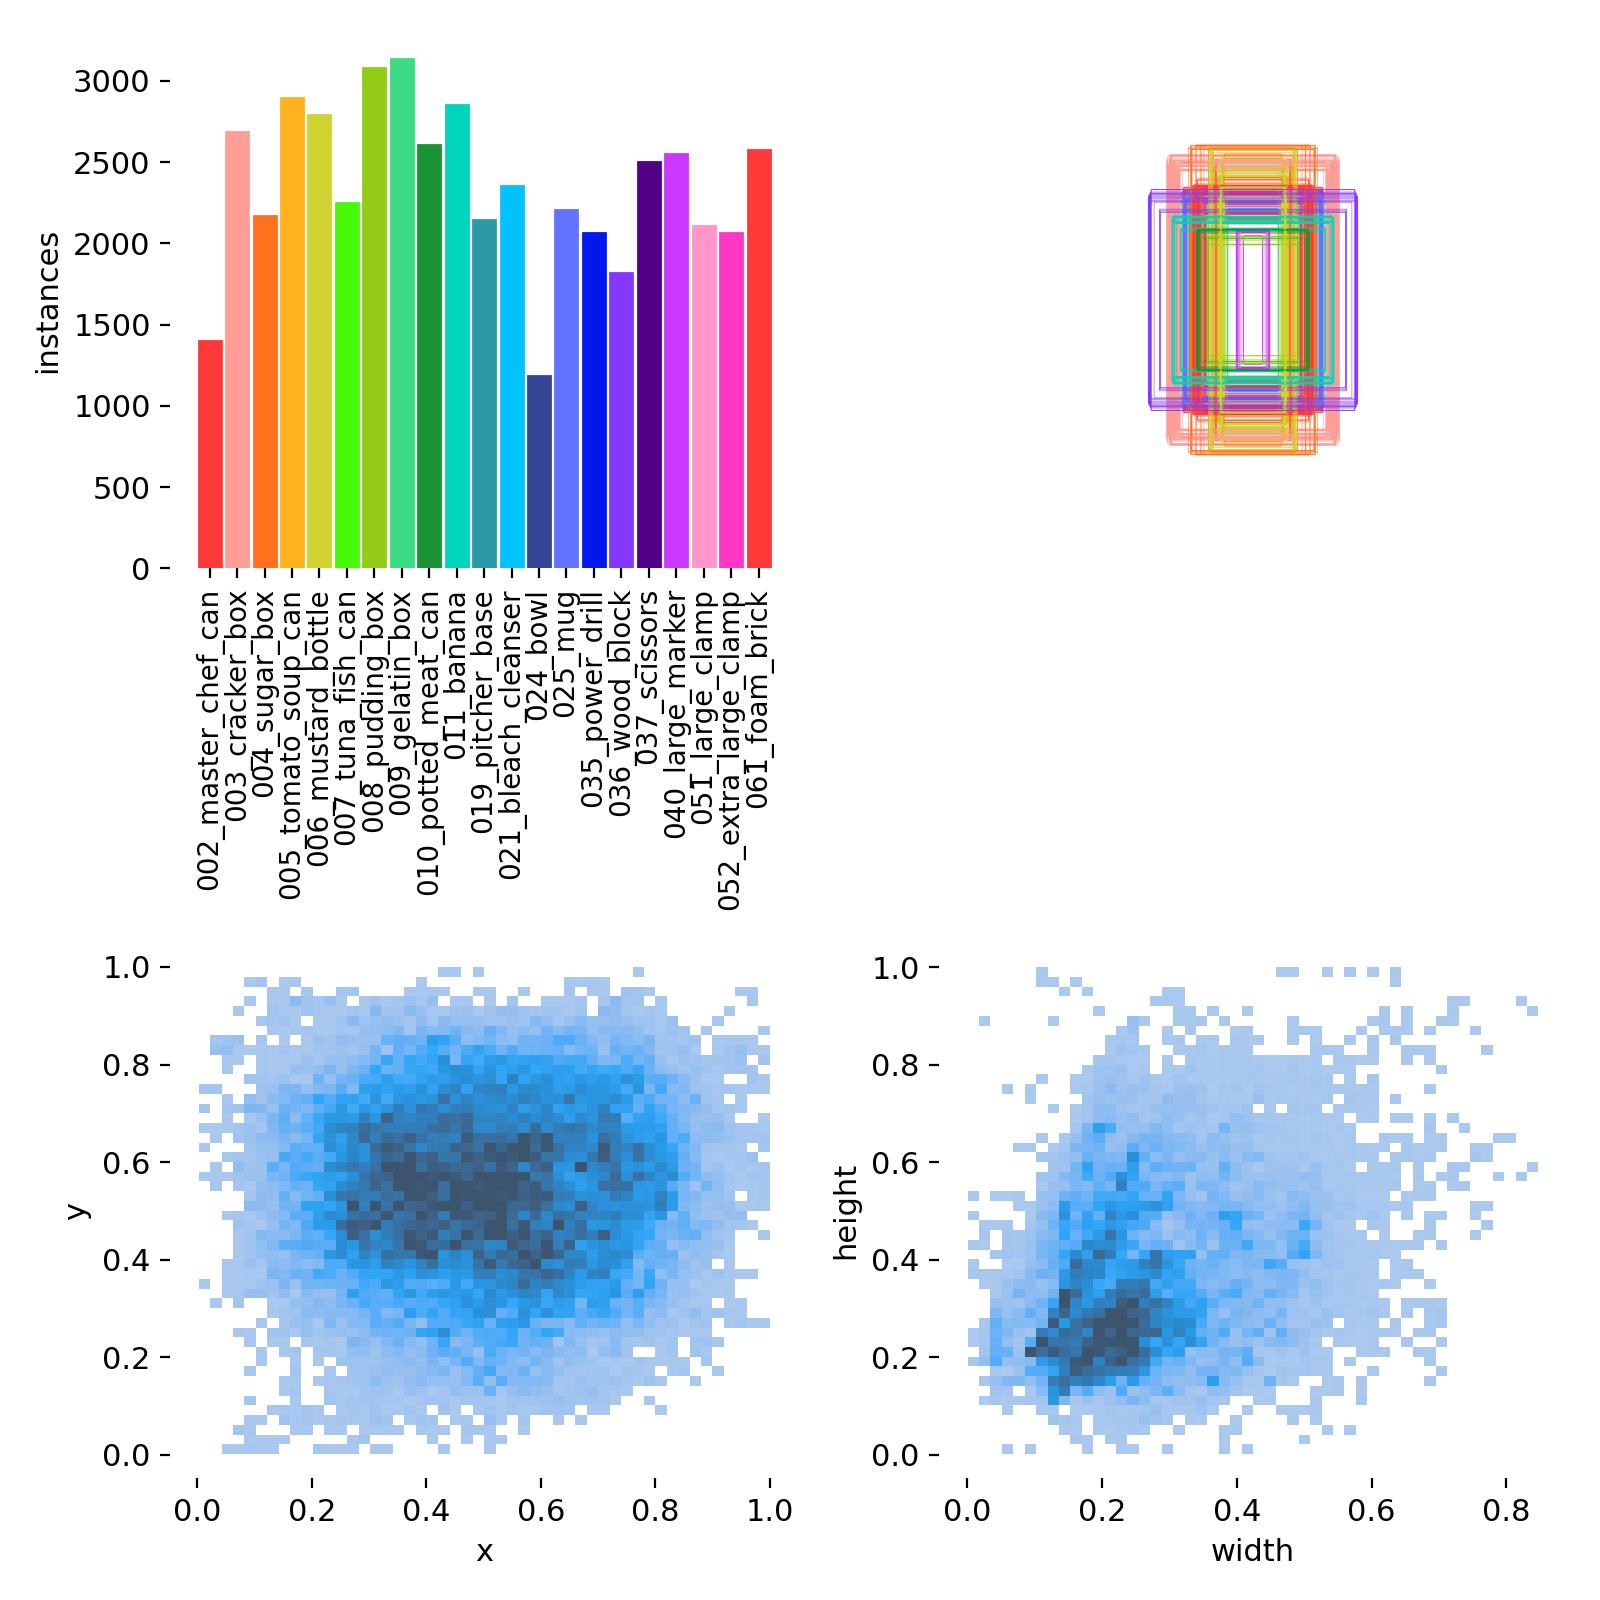 3000
2500
2000
1500
1000
500
0
instances
002_master_chef_can
003_cracker_box
004_sugar_box
005_tomato_soup_can
006_mustard_bottle
007_tuna_fish_can
008_pudding_box
009_gelatin_box
010_potted_meat_can
011_banana
019_pitcher_base
021_bleach_cleanser
024_bowl
025_mug
035_power_drill
036_wood_block
037_scissors
040_large_marker
051_large_clamp
052_extra_large_clamp
061_foam_brick
1.0
0.8
0.6
0.4
0.2
0.0
y
0.0 0.2 0.4 0.6 0.8 1.0
x
1.0
0.8
0.6
0.4
0.2
0.0
height
0.0 0.2 0.4 0.6 0.8
width